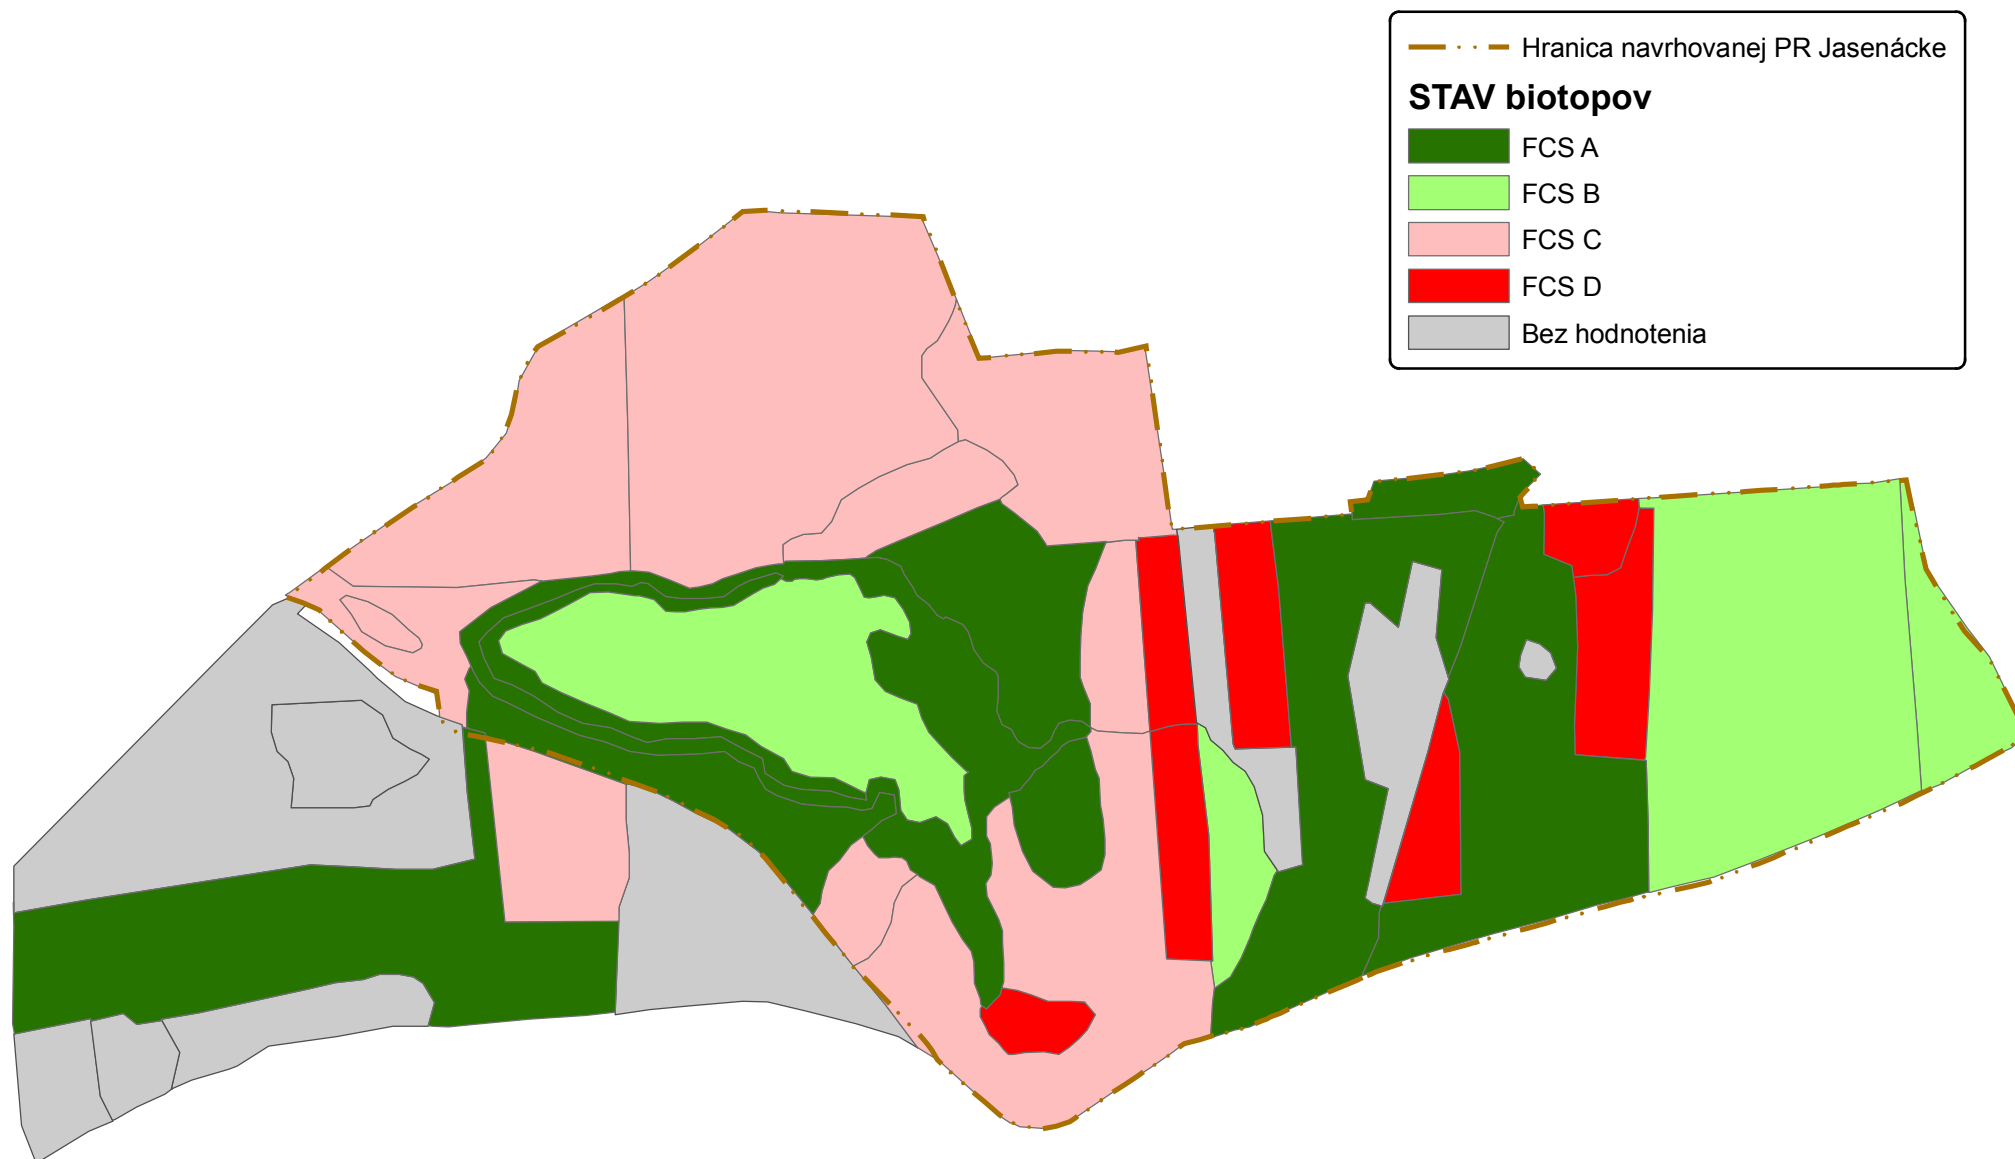 Hranica navrhovanej PR Jasenácke
STAV biotopov
FCS A
FCS B
FCS C
FCS D
Bez hodnotenia